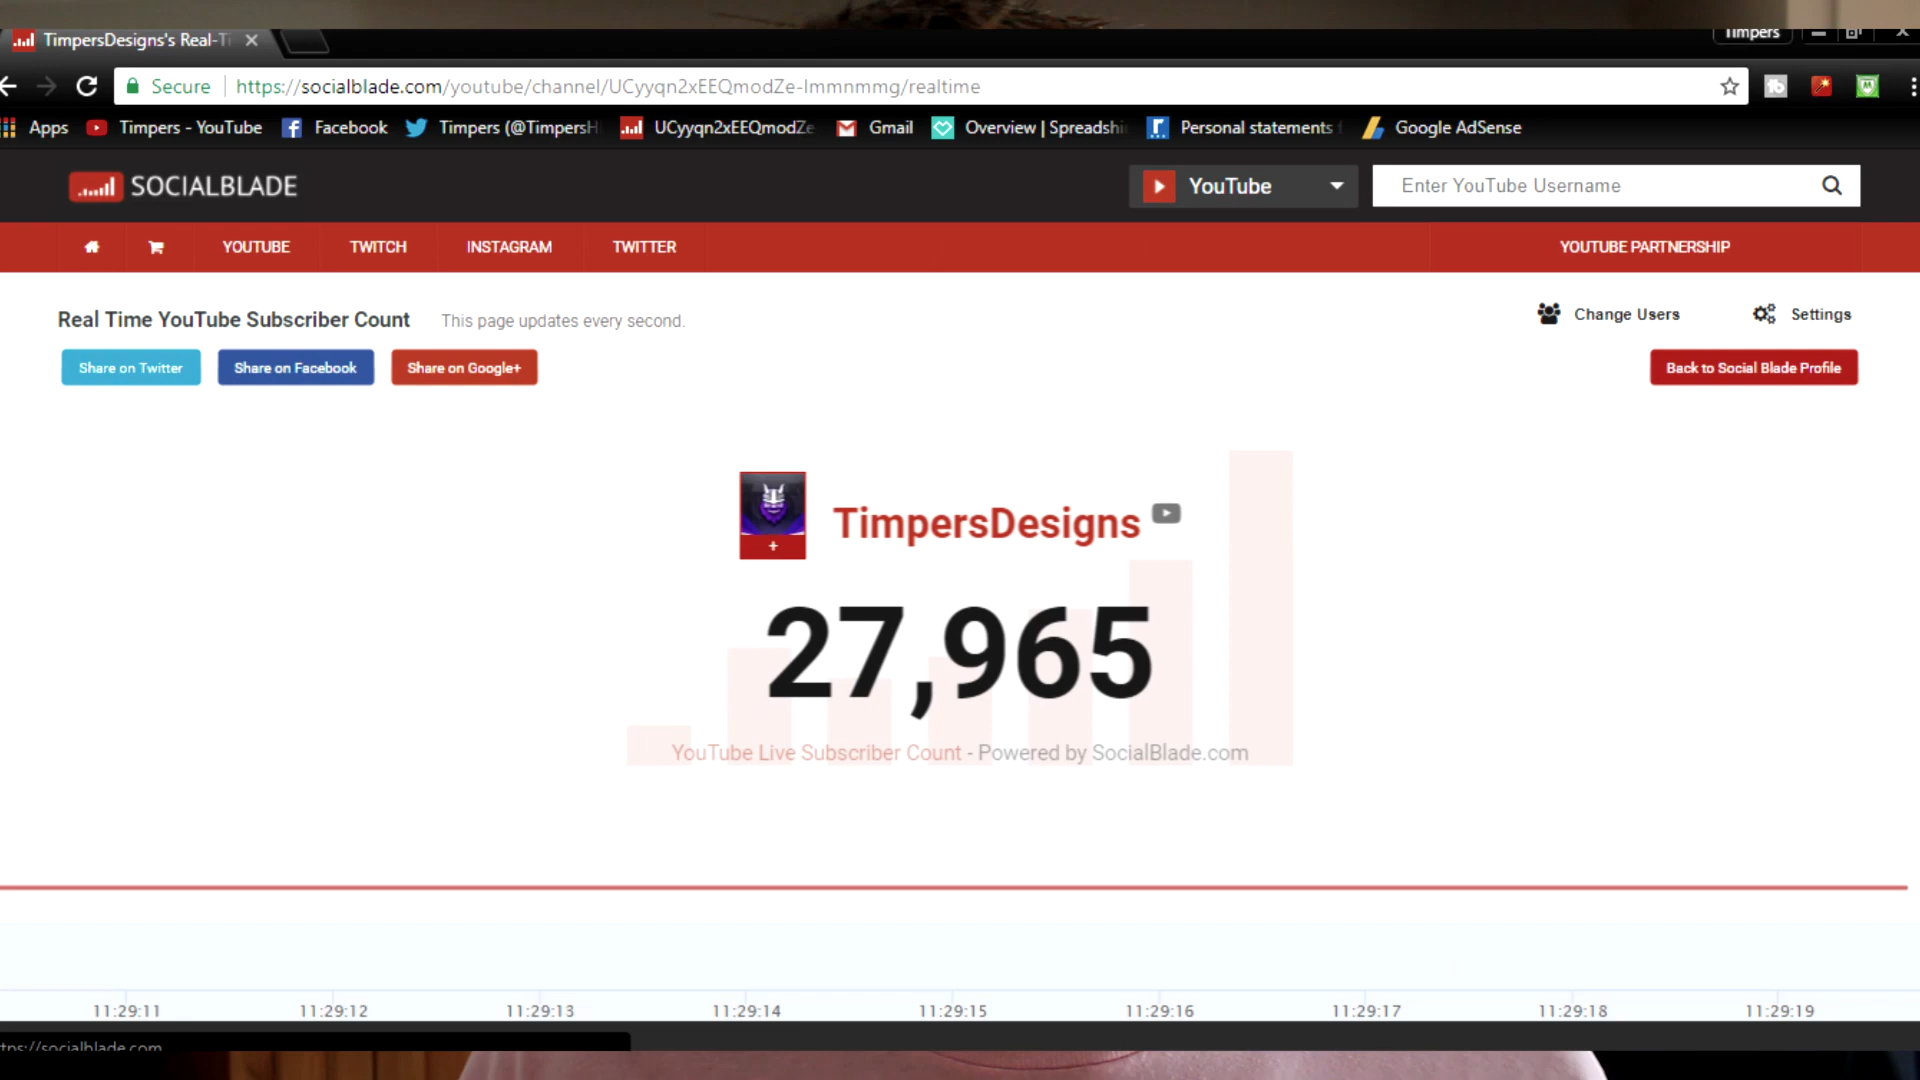 TimpersDesigns's Real-Ti
Timpers
Secure https://socialblade.com/youtube/channel/UCyyqn2xEEQmodZe-lmmnmmg/realtime
Apps Timpers - YouTube Facebook Timpers (@TimpersH UCyyqn2xEEQmodZe Gmail Overview | Spreadshi Personal statements f Google AdSense
SOCIALBLADE YouTube Enter YouTube Username
YOUTUBE TWITCH INSTAGRAM TWITTER YOUTUBE PARTNERSHIP
Real Time YouTube Subscriber Count This page updates every second. Change Users Settings
Share on Twitter Share on Facebook Share on Google+ Back to Social Blade Profile
TimpersDesigns
+
27,965
YouTube Live Subscriber Count - Powered by SocialBlade.com
11:29:11 11:29:12 11:29:13 11:29:14 11:29:15 11:29:16 11:29:17 11:29:18 11:29:19
ttps://socialblade.com